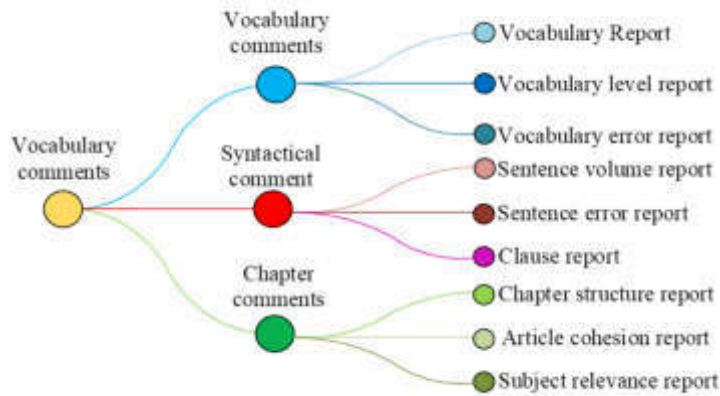 Vocabulary
comments
Vocabulary
comments
Vocabulary Report
Vocabulary level report
Vocabulary error report
Syntactical
comment
Sentence volume report
Sentence error report
Clause report
Chapter
comments
Chapter structure report
Article cohesion report
Subject relevance report